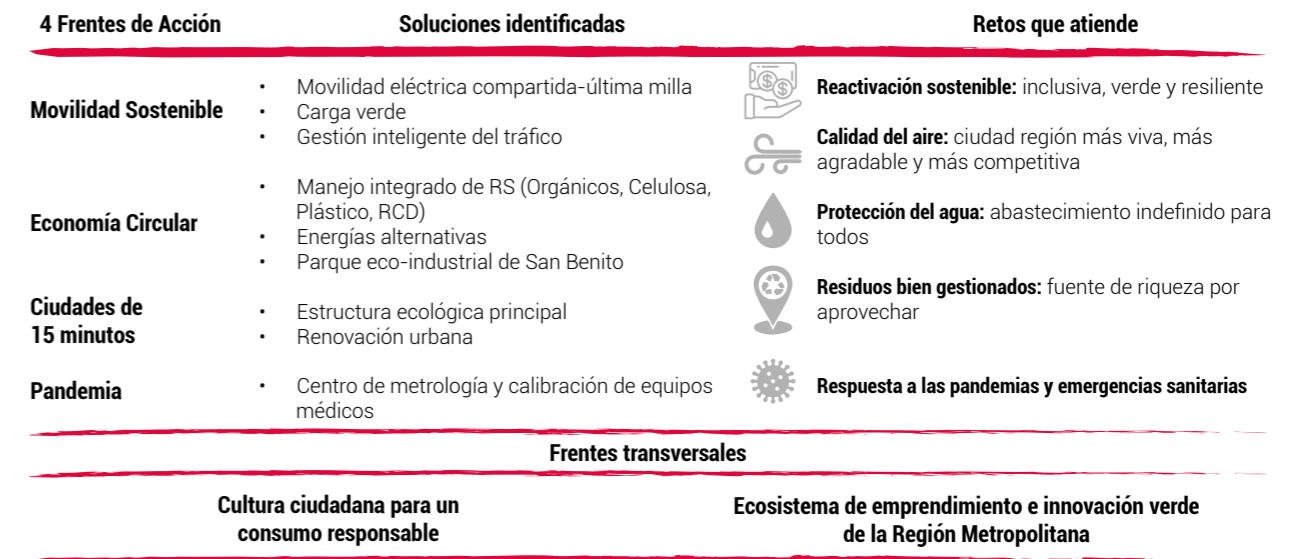 4 Frentes de Acción
Soluciones identificadas
Retos que atiende
Movilidad Sostenible
• Movilidad eléctrica compartida-última milla
• Carga verde
• Gestión inteligente del tráfico
Economía Circular
• Manejo integrado de RS (Orgánicos, Celulosa,
Plástico, RCD)
• Energías alternativas
• Parque eco-industrial de San Benito
Ciudades de
15 minutos
• Estructura ecológica principal
• Renovación urbana
Pandemia
• Centro de metrología y calibración de equipos
médicos
Reactivación sostenible: inclusiva, verde y resiliente
Calidad del aire: ciudad región más viva, más
agradable y más competitiva
Protección del agua: abastecimiento indefinido para
todos
Residuos bien gestionados: fuente de riqueza por
aprovechar
Respuesta a las pandemias y emergencias sanitarias
Frentes transversales
Cultura ciudadana para un
consumo responsable
Ecosistema de emprendimiento e innovación verde
de la Región Metropolitana